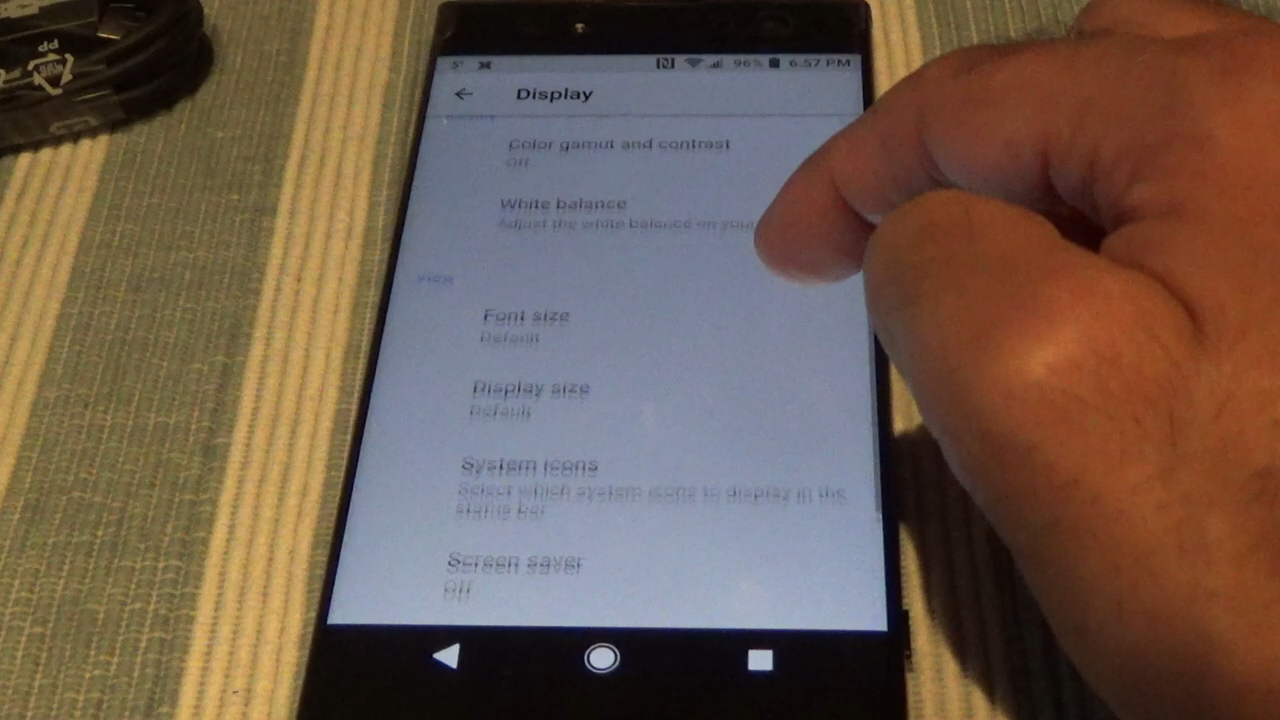 5° 96% 6:57 PM
Display
Color gamut and contrast
Off
White balance
Adjust the white balance on your
VIEW
Font size
Default
Display size
Default
System icons
Select which system icons to display in the
status bar
Screen saver
Off